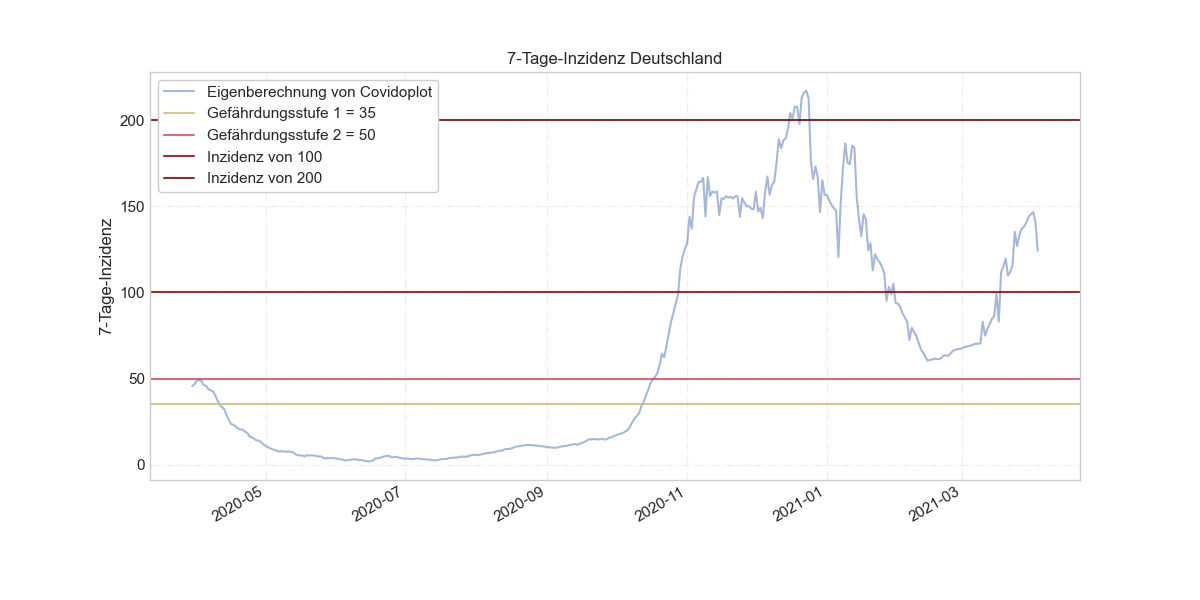 7-Tage-Inzidenz Deutschland
Eigenberechnung von Covidoplot
Gefährdungsstufe 1 = 35
Gefährdungsstufe 2 = 50
Inzidenz von 100
Inzidenz von 200
7-Tage-Inzidenz
200
150
100
50
0
2020-05
2020-07
2020-09
2020-11
2021-01
2021-03